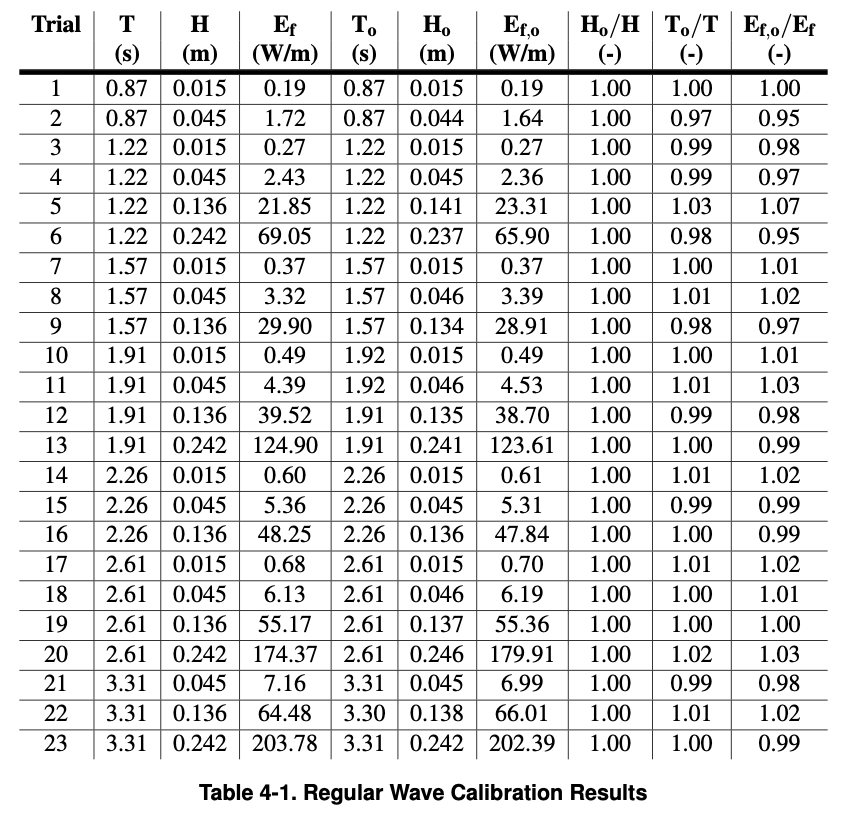 Trial T H E_f T_o H_o E_f,o H_o/H T_o/T E_f,o/E_f
(s) (m) (W/m) (s) (m) (W/m) (-) (-) (-)
1 0.87 0.015 0.19 0.87 0.015 0.19 1.00 1.00 1.00
2 0.87 0.045 1.72 0.87 0.044 1.64 1.00 0.97 0.95
3 1.22 0.015 0.27 1.22 0.015 0.27 1.00 0.99 0.98
4 1.22 0.045 2.43 1.22 0.045 2.36 1.00 0.99 0.97
5 1.22 0.136 21.85 1.22 0.141 23.31 1.00 1.03 1.07
6 1.22 0.242 69.05 1.22 0.237 65.90 1.00 0.98 0.95
7 1.57 0.015 0.37 1.57 0.015 0.37 1.00 1.00 1.01
8 1.57 0.045 3.32 1.57 0.046 3.39 1.00 1.01 1.02
9 1.57 0.136 29.90 1.57 0.134 28.91 1.00 0.98 0.97
10 1.91 0.015 0.49 1.92 0.015 0.49 1.00 1.00 1.01
11 1.91 0.045 4.39 1.92 0.046 4.53 1.00 1.01 1.03
12 1.91 0.136 39.52 1.91 0.135 38.70 1.00 0.99 0.98
13 1.91 0.242 124.90 1.91 0.241 123.61 1.00 1.00 0.99
14 2.26 0.015 0.60 2.26 0.015 0.61 1.00 1.01 1.02
15 2.26 0.045 5.36 2.26 0.045 5.31 1.00 0.99 0.99
16 2.26 0.136 48.25 2.26 0.136 47.84 1.00 1.00 0.99
17 2.61 0.015 0.68 2.61 0.015 0.70 1.00 1.01 1.02
18 2.61 0.045 6.13 2.61 0.046 6.19 1.00 1.00 1.01
19 2.61 0.136 55.17 2.61 0.137 55.36 1.00 1.00 1.00
20 2.61 0.242 174.37 2.61 0.246 179.91 1.00 1.02 1.03
21 3.31 0.045 7.16 3.31 0.045 6.99 1.00 0.99 0.98
22 3.31 0.136 64.48 3.30 0.138 66.01 1.00 1.01 1.02
23 3.31 0.242 203.78 3.31 0.242 202.39 1.00 1.00 0.99
Table 4-1. Regular Wave Calibration Results